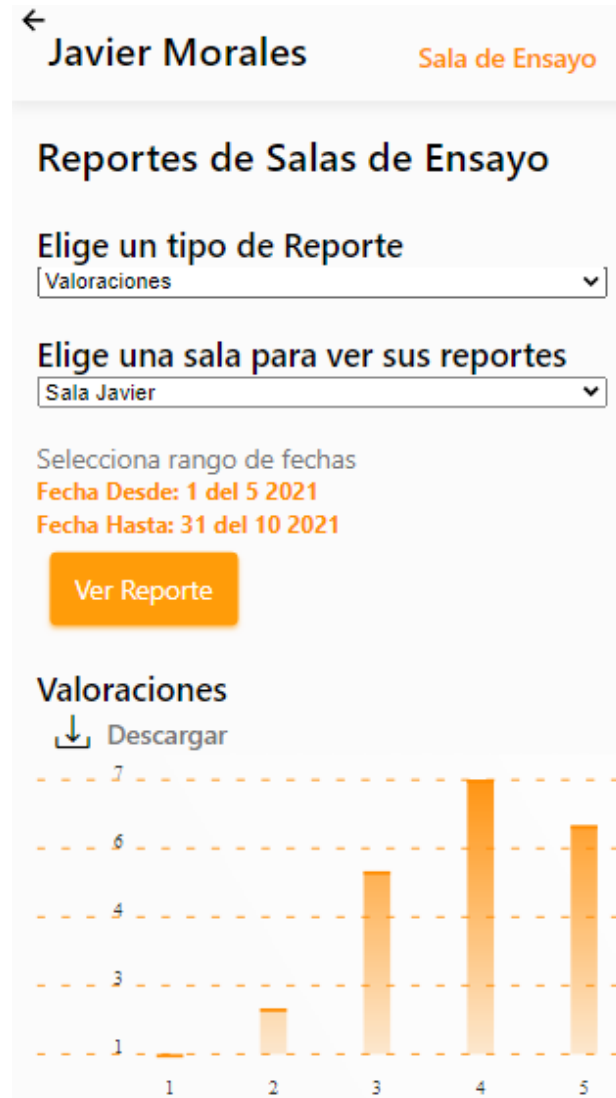 ←
Javier Morales
Sala de Ensayo
Reportes de Salas de Ensayo
Elige un tipo de Reporte
Valoraciones
Elige una sala para ver sus reportes
Sala Javier
Selecciona rango de fechas
Fecha Desde: 1 del 5 2021
Fecha Hasta: 31 del 10 2021
Ver Reporte
Valoraciones
Descargar
7
6
4
3
1
1 2 3 4 5